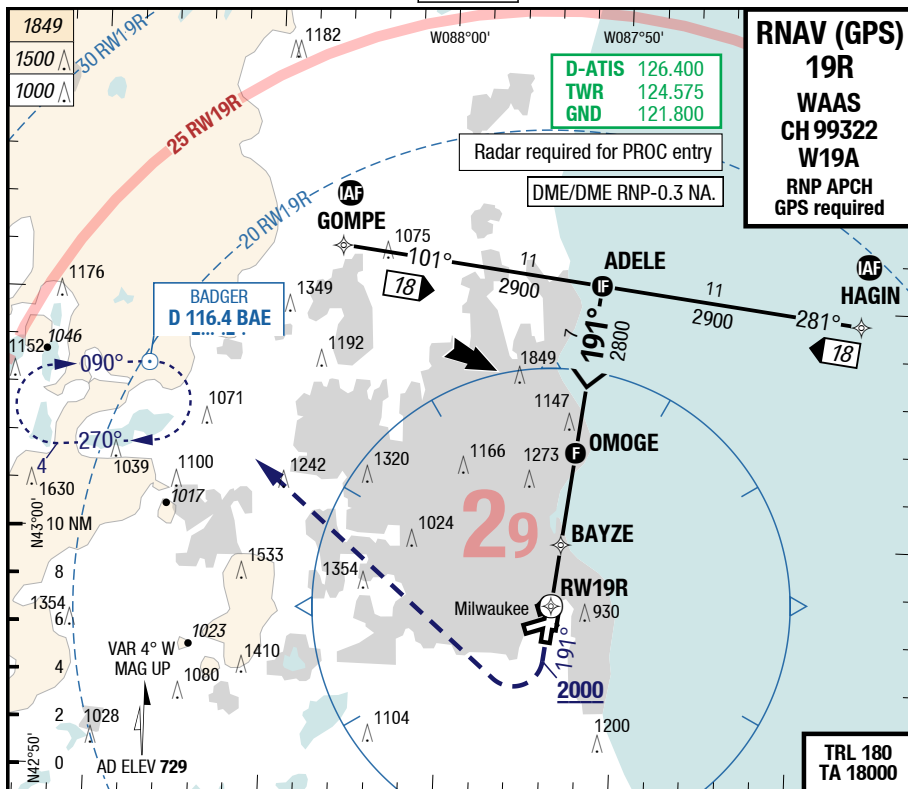 1849
1500
1000
30 RW19R
25 RW19R
20 RW19R
1182
W088°00'
W087°50'
D-ATIS 126.400
TWR 124.575
GND 121.800
Radar required for PROC entry
DME/DME RNP-0.3 NA.
RNAV (GPS)
19R
WAAS
CH 99322
W19A
RNP APCH
GPS required
IAF
GOMPE
1075
101°
11
2900
18
ADELE
IF
11
2900
281°
IAF
HAGIN
18
1176
BADGER
D 116.4 BAE
1349
1046
1152
090°
1192
7
191°
2800
1849
1071
1147
270°
4
1039
1630
1100
1242
1320
1166
1273
F
OMOGE
1017
N43°00'
10 NM
1024
29
BAYZE
8
1533
1354
RW19R
Milwaukee
930
1354
6
1023
VAR 4° W
MAG UP
4
1410
1080
191°
2000
2
1028
1104
1200
N42°50'
0
AD ELEV 729
TRL 180
TA 18000